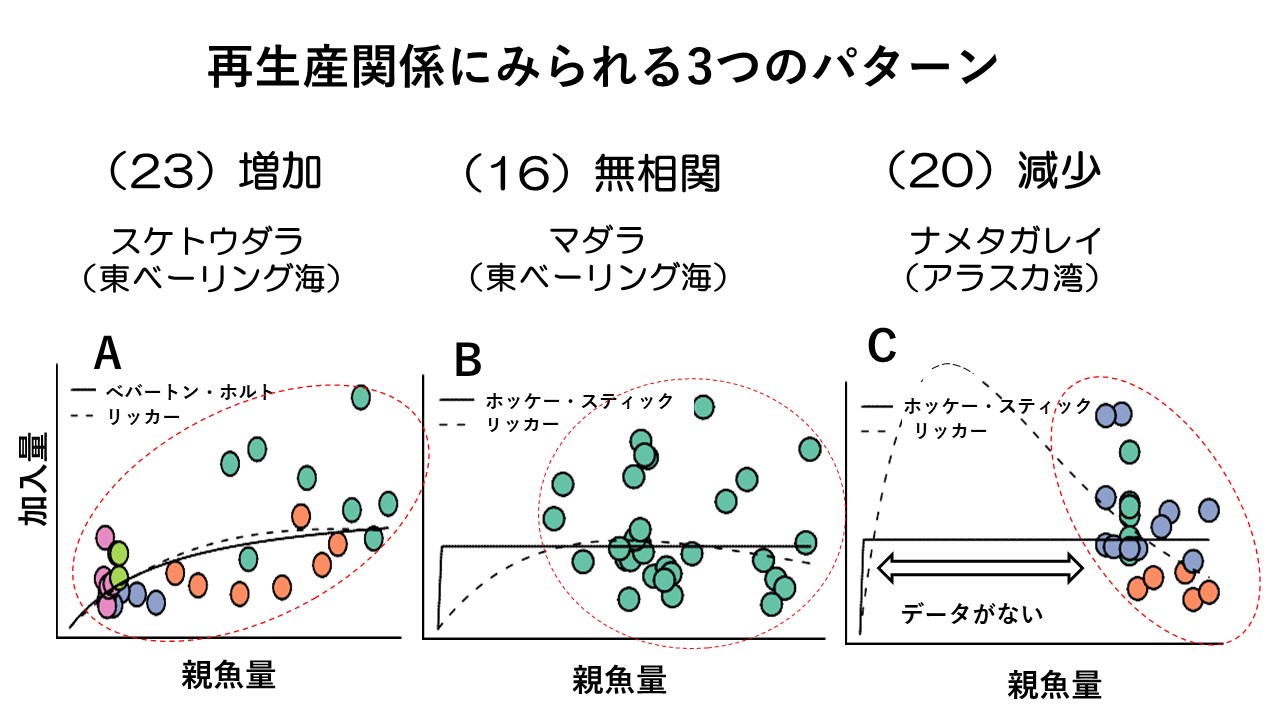 再生産関係にみられる3つのパターン
（23）増加
スケトウダラ
（東ベーリング海）
（16）無相関
マダラ
（東ベーリング海）
（20）減少
ナメタガレイ
（アラスカ湾）
A
ベバートン・ホルト
リッカー
加入量
親魚量
B
ホッケー・スティック
リッカー
親魚量
C
ホッケー・スティック
リッカー
データがない
親魚量